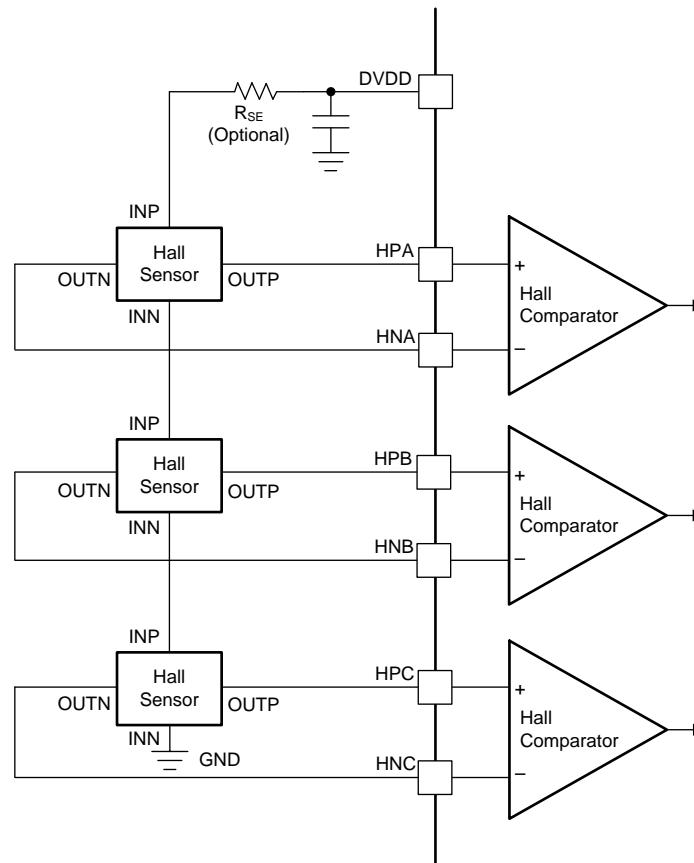 DVDD
R_SE
(Optional)
INP
Hall
Sensor
OUTN
OUTP
INN
HPA
HNA
+
Hall
Comparator
–
INP
Hall
Sensor
OUTN
OUTP
INN
HPB
HNB
+
Hall
Comparator
–
INP
Hall
Sensor
OUTN
OUTP
INN
GND
HPC
HNC
+
Hall
Comparator
–